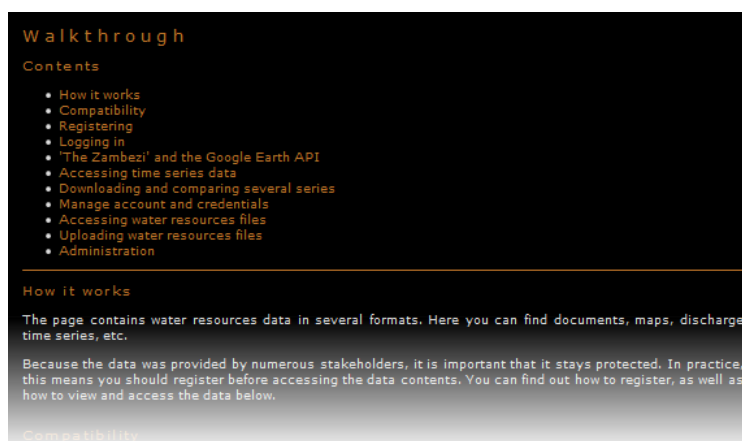 Walkthrough
Contents
How it works
Compatibility
Registering
Logging in
'The Zambezi' and the Google Earth API
Accessing time series data
Downloading and comparing several series
Manage account and credentials
Accessing water resources files
Uploading water resources files
Administration
How it works
The page contains water resources data in several formats. Here you can find documents, maps, discharge
time series, etc.
Because the data was provided by numerous stakeholders, it is important that it stays protected. In practice,
this means you should register before accessing the data contents. You can find out how to register, as well as
how to view and access the data below.
Compatibility